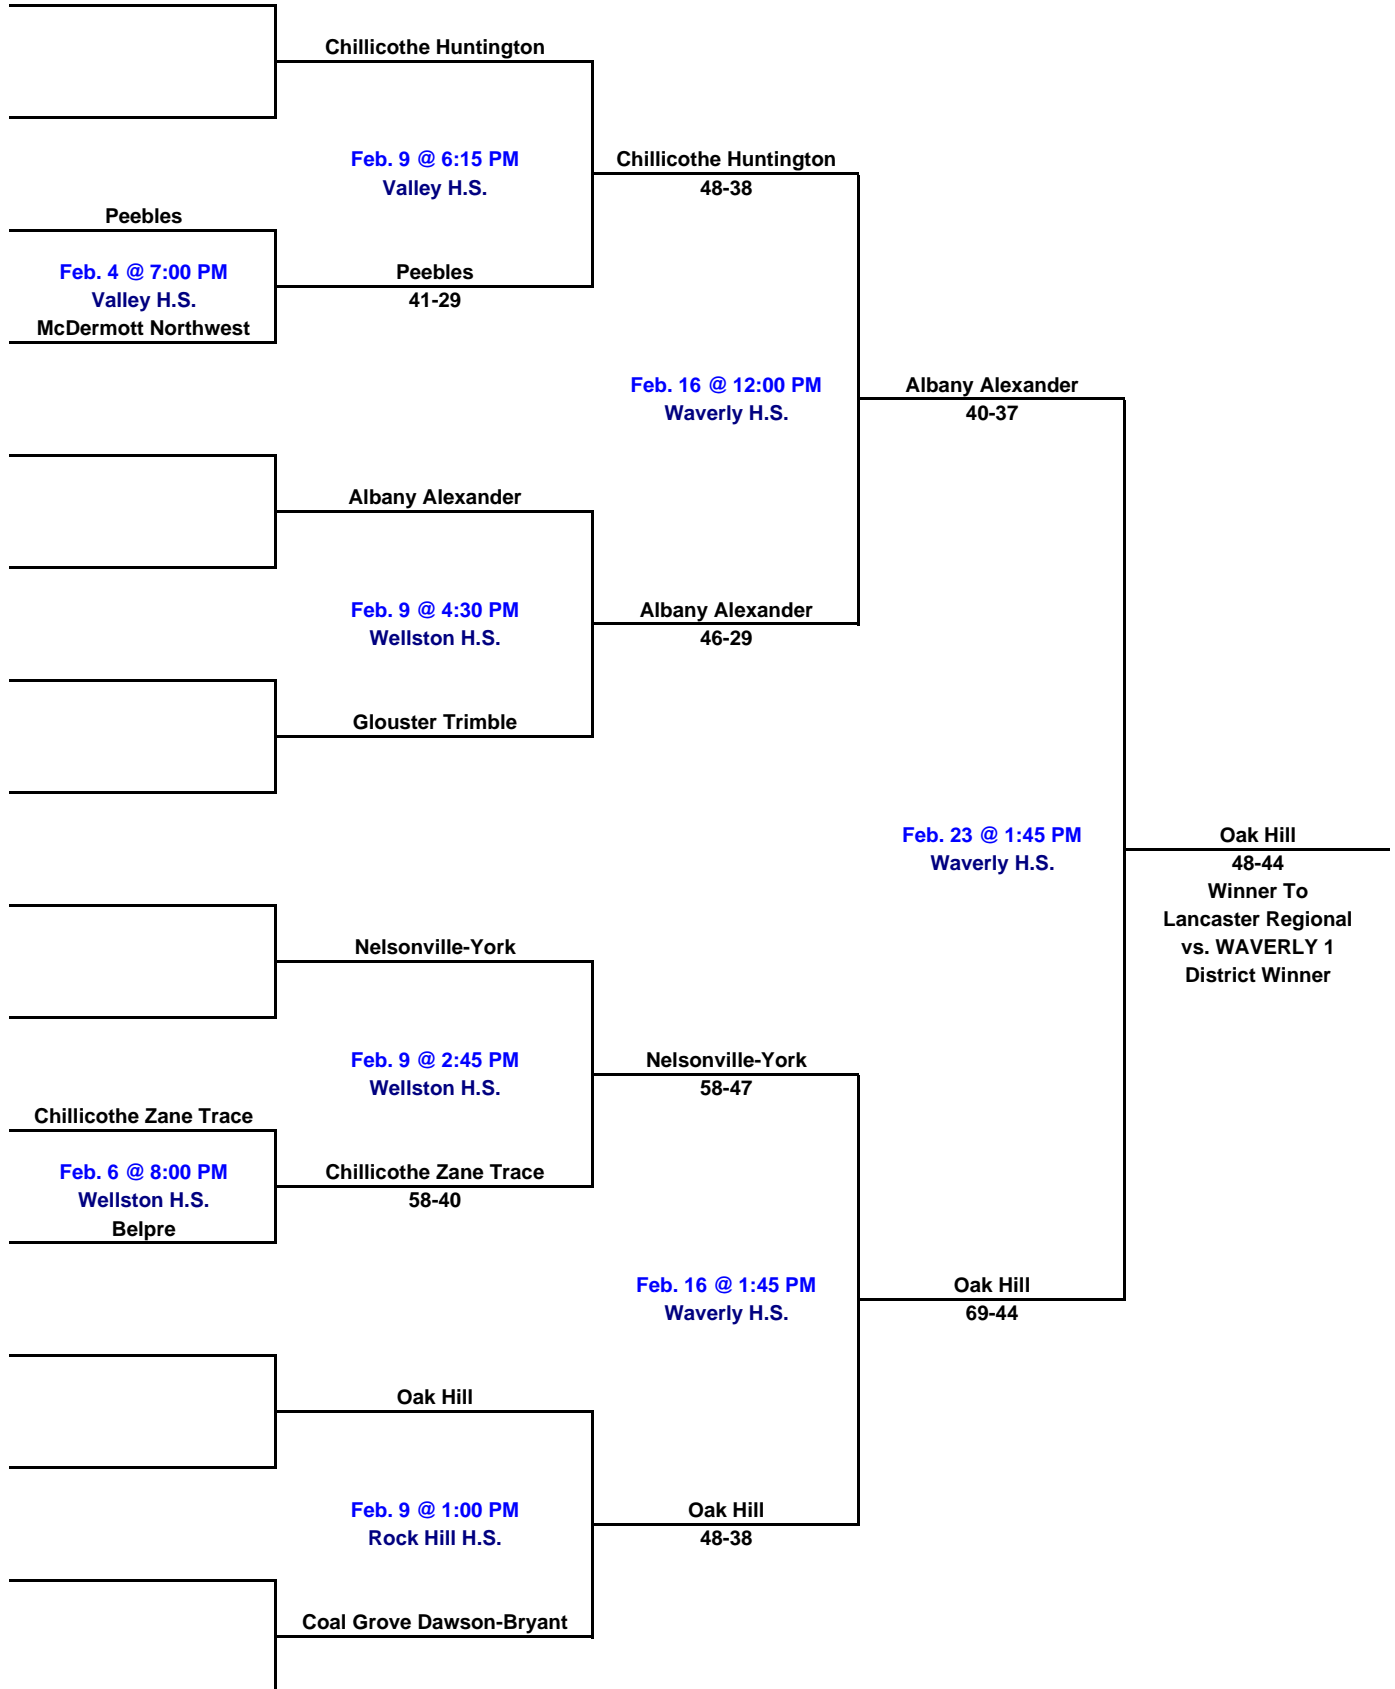 Chillicothe Huntington
Feb. 9 @ 6:15 PM
Valley H.S.
Chillicothe Huntington
48-38
Peebles
Feb. 4 @ 7:00 PM
Valley H.S.
McDermott Northwest
Peebles
41-29
Feb. 16 @ 12:00 PM
Waverly H.S.
Albany Alexander
40-37
Albany Alexander
Feb. 9 @ 4:30 PM
Wellston H.S.
Albany Alexander
46-29
Glouster Trimble
Feb. 23 @ 1:45 PM
Waverly H.S.
Oak Hill
48-44
Winner To
Lancaster Regional
vs. WAVERLY 1
District Winner
Nelsonville-York
Feb. 9 @ 2:45 PM
Wellston H.S.
Nelsonville-York
58-47
Chillicothe Zane Trace
Feb. 6 @ 8:00 PM
Wellston H.S.
Belpre
Chillicothe Zane Trace
58-40
Feb. 16 @ 1:45 PM
Waverly H.S.
Oak Hill
69-44
Oak Hill
Feb. 9 @ 1:00 PM
Rock Hill H.S.
Oak Hill
48-38
Coal Grove Dawson-Bryant